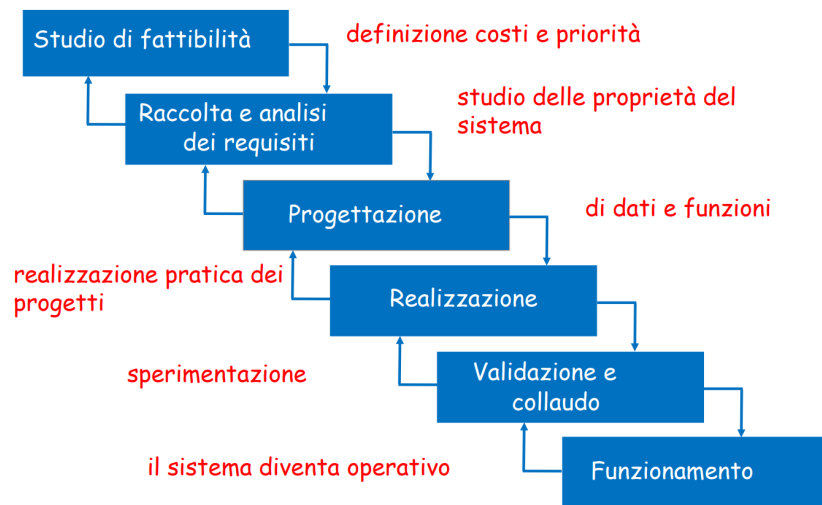 Studio di fattibilità
definizione costi e priorità
Raccolta e analisi
dei requisiti
studio delle proprietà del
sistema
Progettazione
di dati e funzioni
realizzazione pratica dei
progetti
Realizzazione
sperimentazione
Validazione e
collaudo
il sistema diventa operativo
Funzionamento